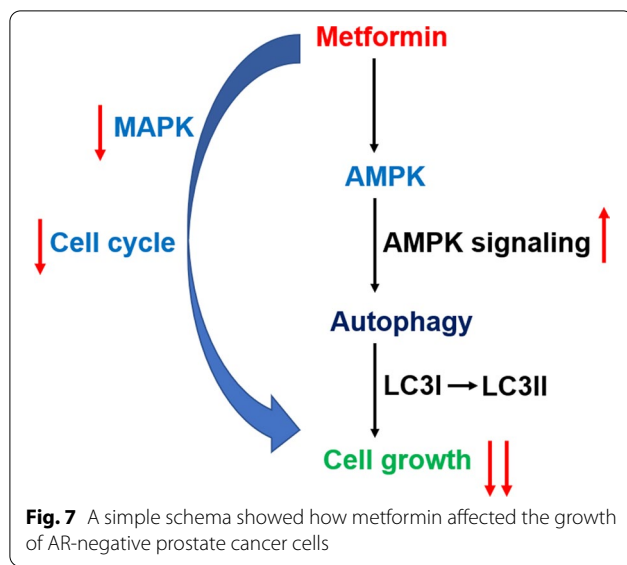 Metformin
MAPK
AMPK
Cell cycle
AMPK signaling
Autophagy
LC3I → LC3II
Cell growth
Fig. 7 A simple schema showed how metformin affected the growth
of AR-negative prostate cancer cells